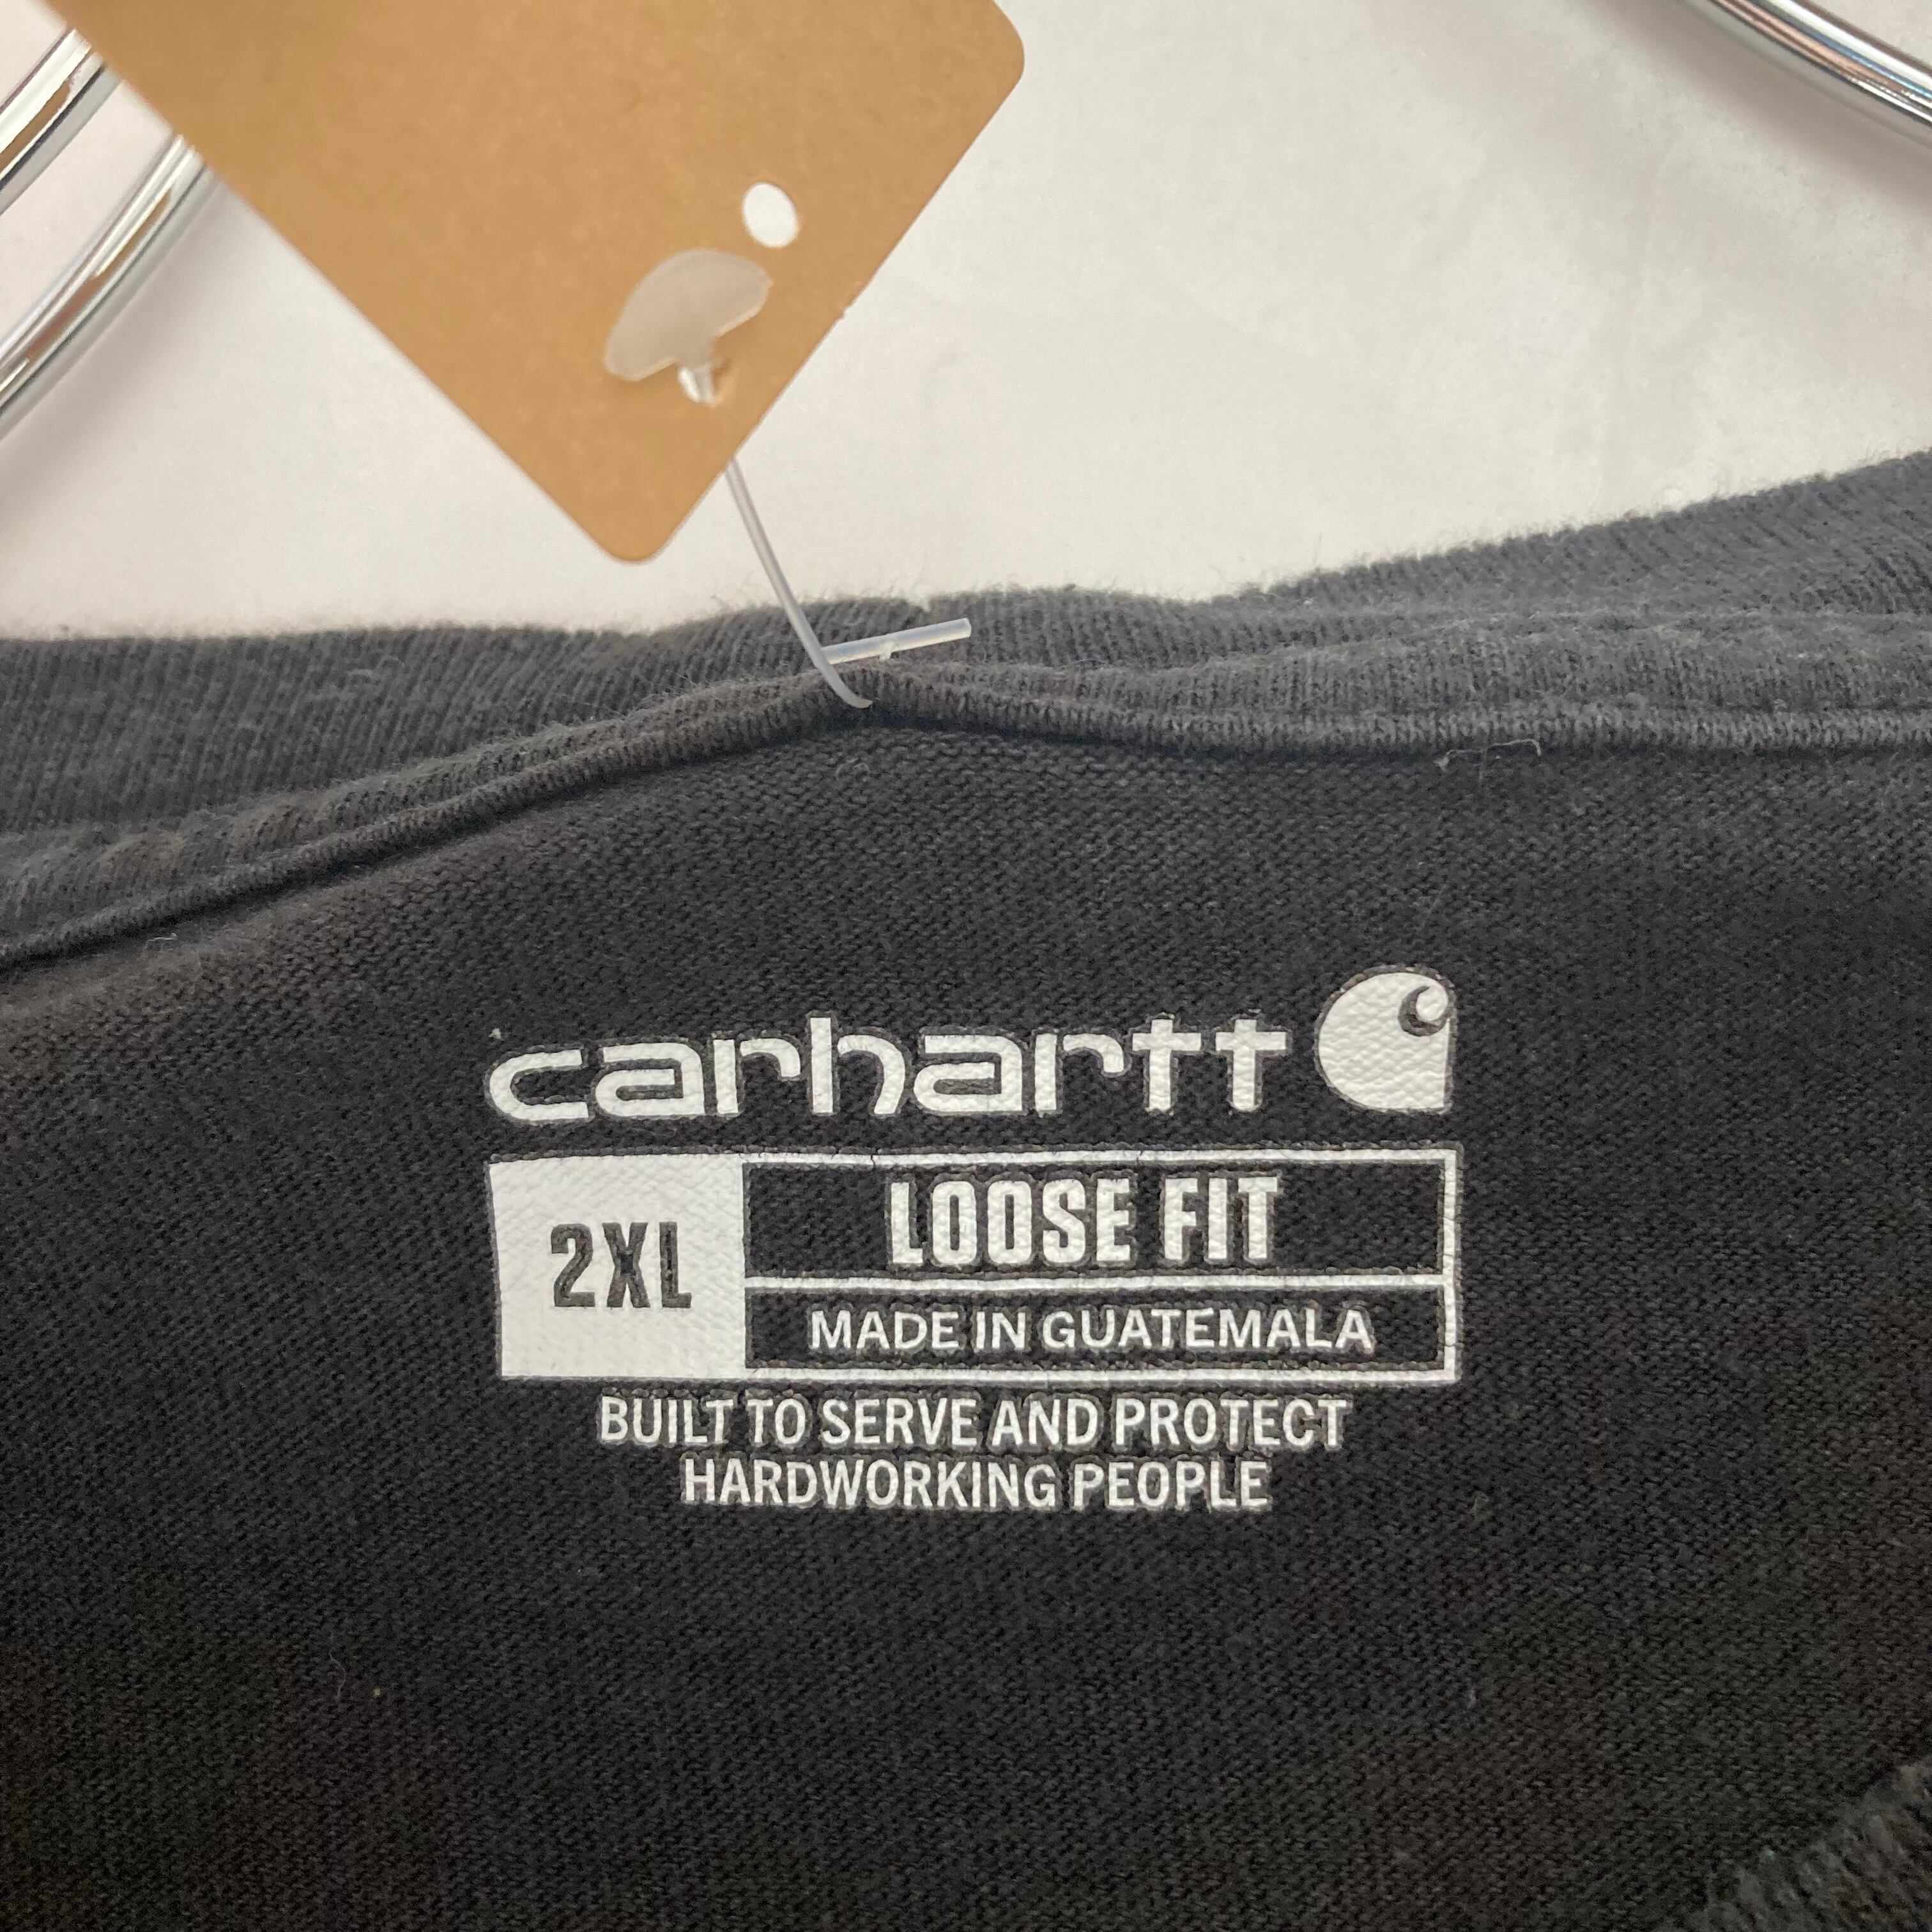 carhartt
2XL
LOOSE FIT
MADE IN GUATEMALA
BUILT TO SERVE AND PROTECT
HARDWORKING PEOPLE